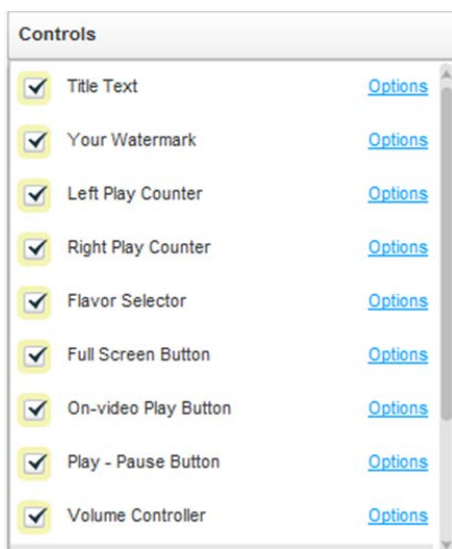 Controls
Title Text Options
Your Watermark Options
Left Play Counter Options
Right Play Counter Options
Flavor Selector Options
Full Screen Button Options
On-video Play Button Options
Play - Pause Button Options
Volume Controller Options